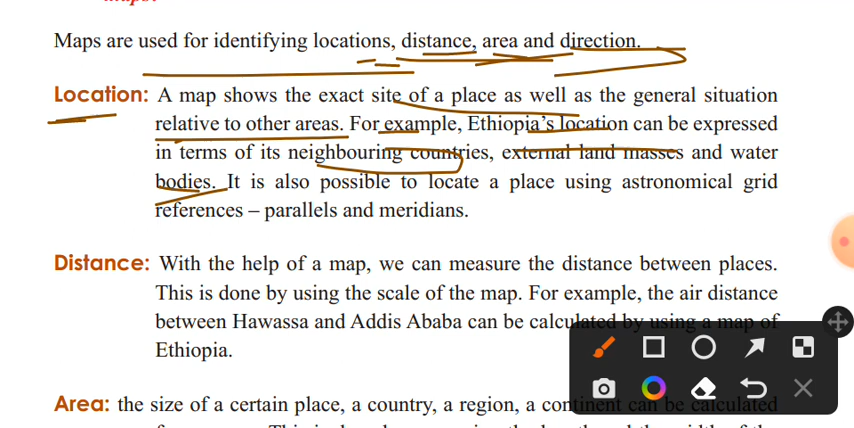 Maps are used for identifying locations, distance, area and direction.
Location: A map shows the exact site of a place as well as the general situation
relative to other areas. For example, Ethiopia's location can be expressed
in terms of its neighbouring countries, external land masses and water
bodies. It is also possible to locate a place using astronomical grid
references – parallels and meridians.
Distance: With the help of a map, we can measure the distance between places.
This is done by using the scale of the map. For example, the air distance
between Hawassa and Addis Ababa can be calculated by using a map of
Ethiopia.
Area: the size of a certain place, a country, a region, a continent can be calculated